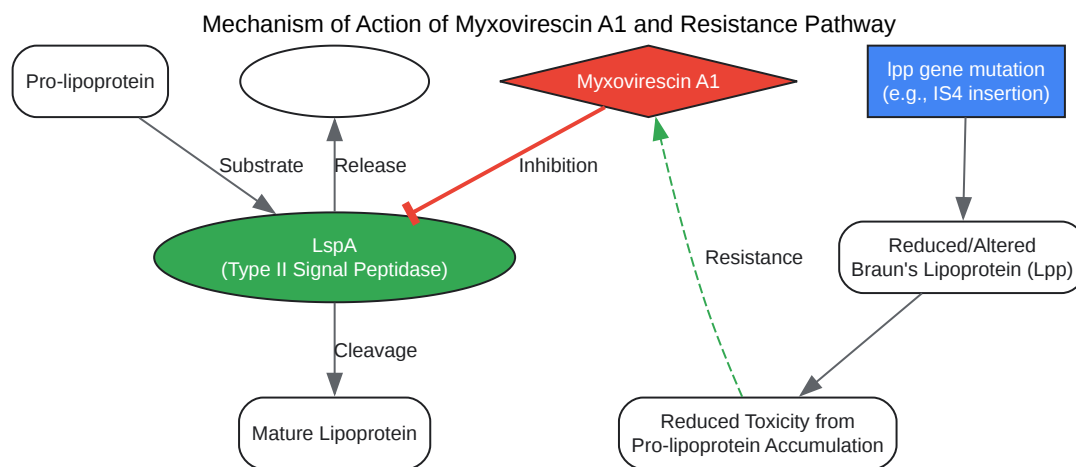 Mechanism of Action of Myxovirescin A1 and Resistance Pathway
Pro-lipoprotein
Myxovirescin A1
lpp gene mutation
(e.g., IS4 insertion)
Substrate
Release
Inhibition
LspA
(Type II Signal Peptidase)
Resistance
Reduced/Altered
Braun's Lipoprotein (Lpp)
Cleavage
Mature Lipoprotein
Reduced Toxicity from
Pro-lipoprotein Accumulation